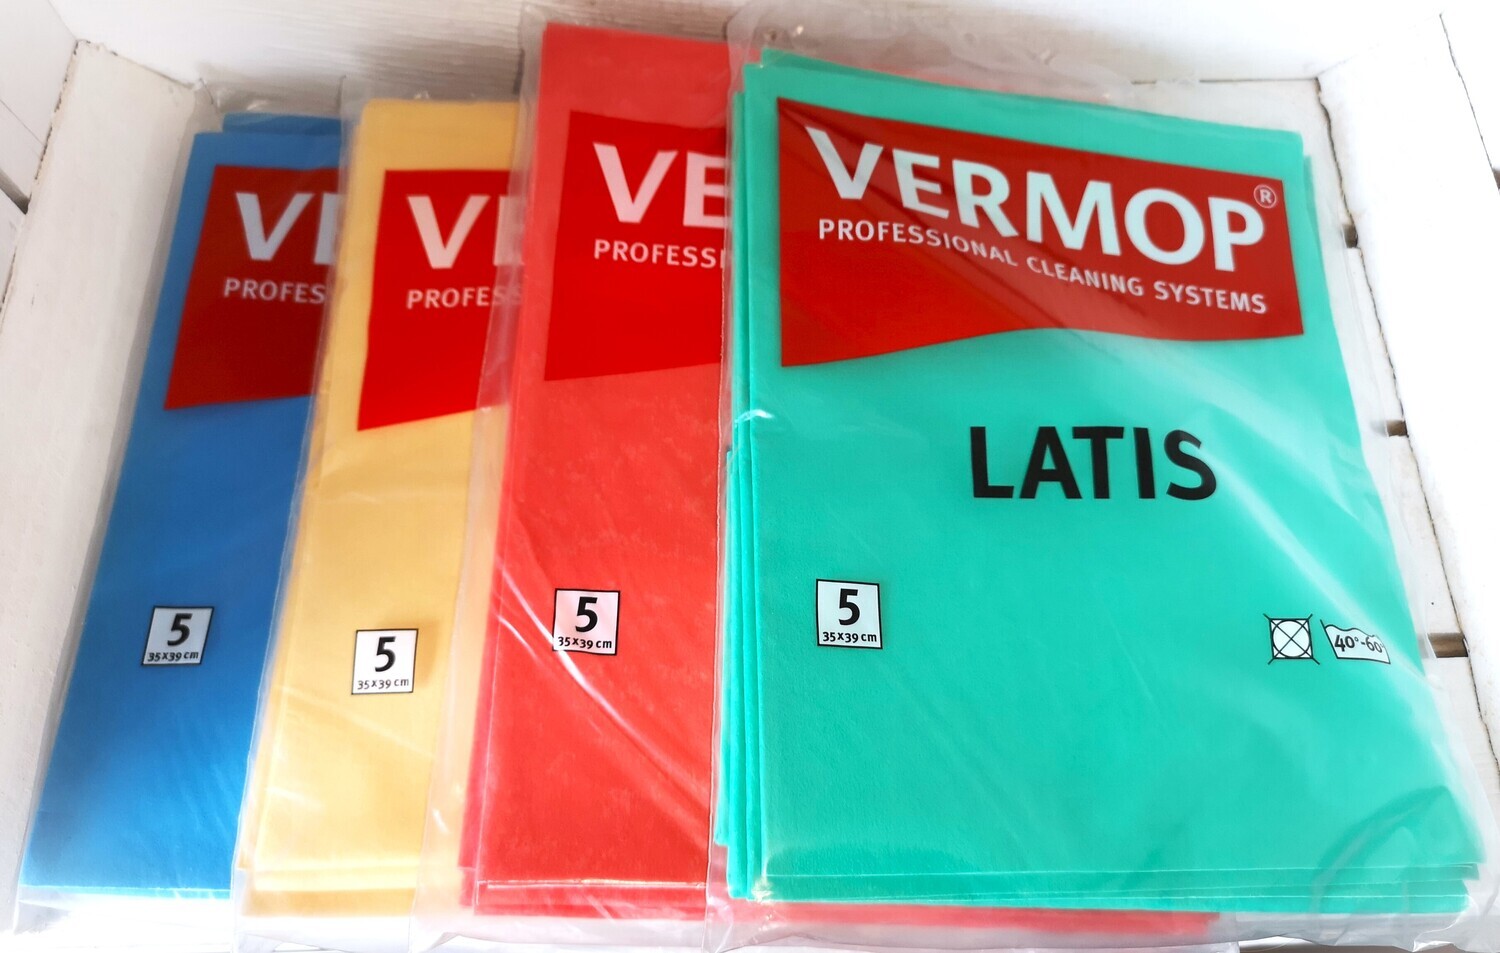 VE
PROFES
5
35x39 cm
VE
PROFESS
5
35x39 cm
VE
PROFESSI
5
35x39 cm
VERMOP®
PROFESSIONAL CLEANING SYSTEMS
LATIS
5
35x39 cm
40°-60°